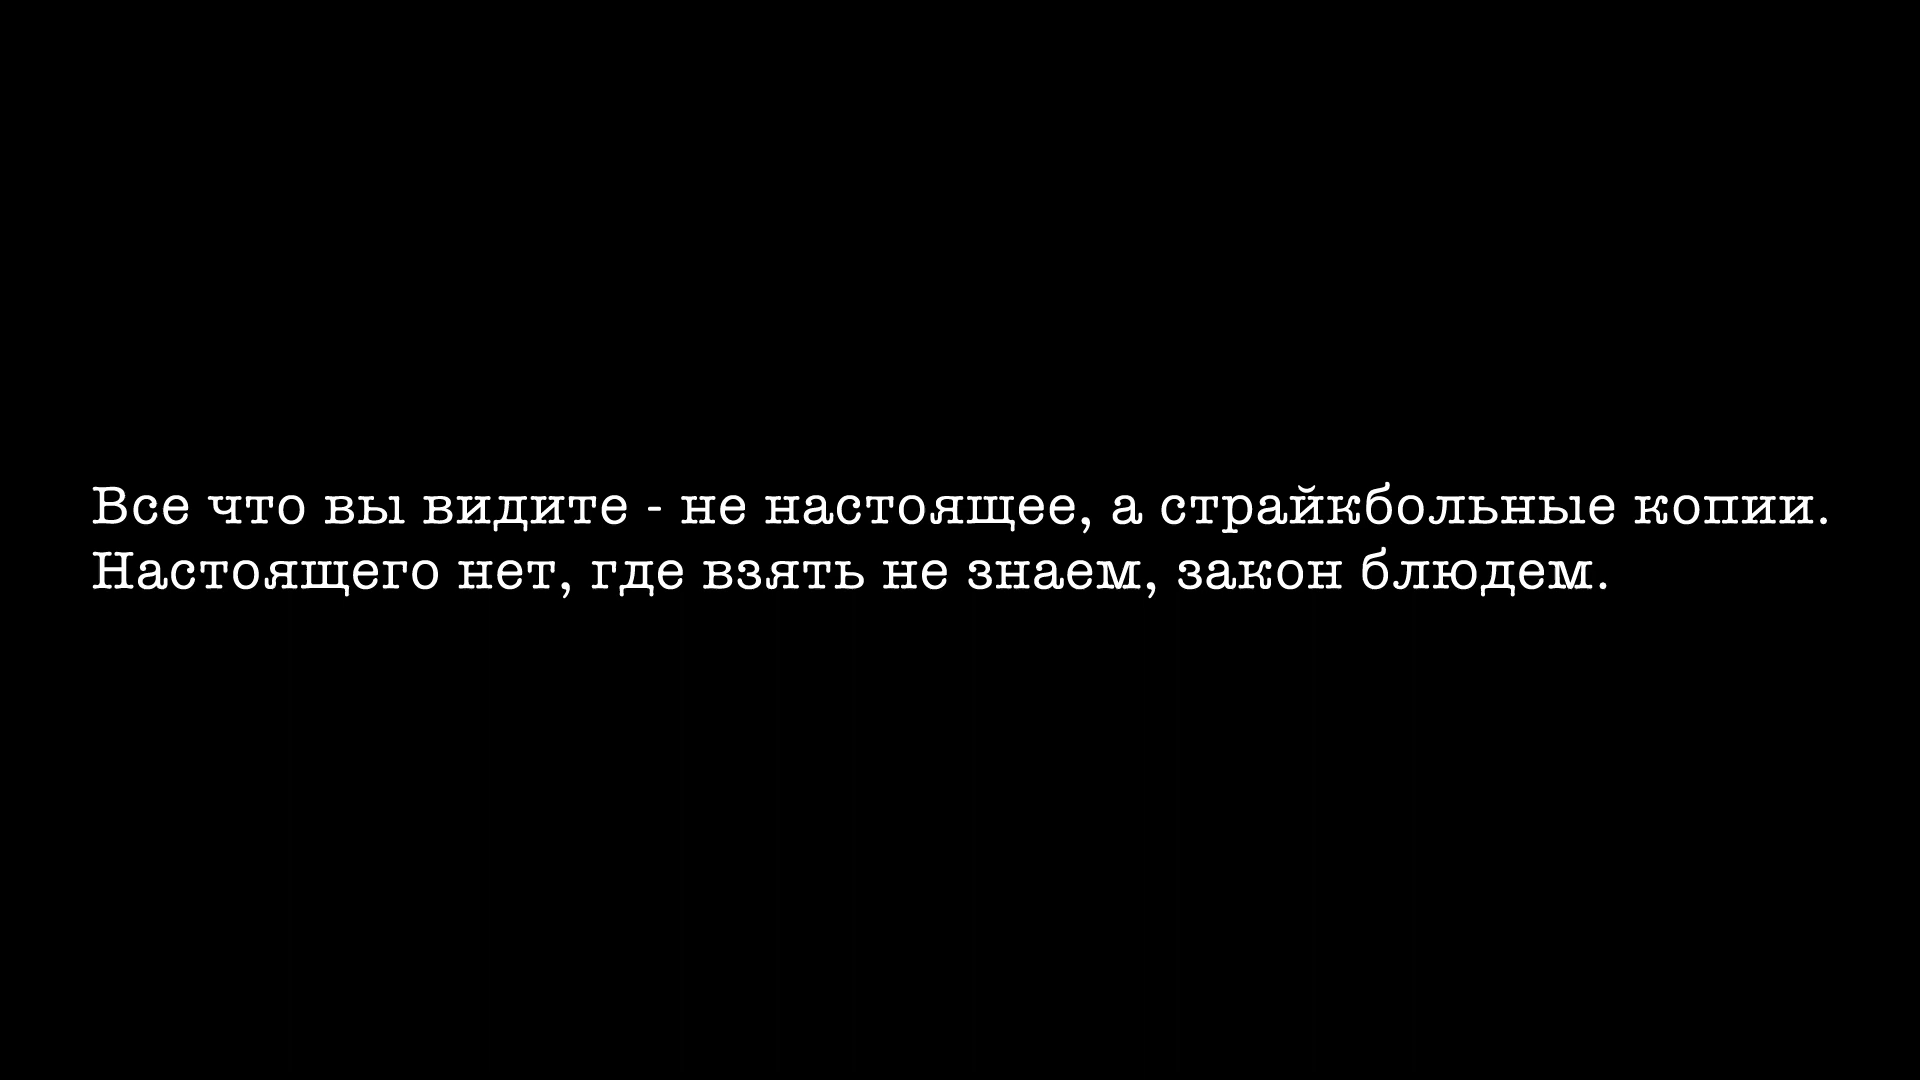 Все что вы видите - не настоящее, а страйкбольные копии.
Настоящего нет, где взять не знаем, закон блюдем.